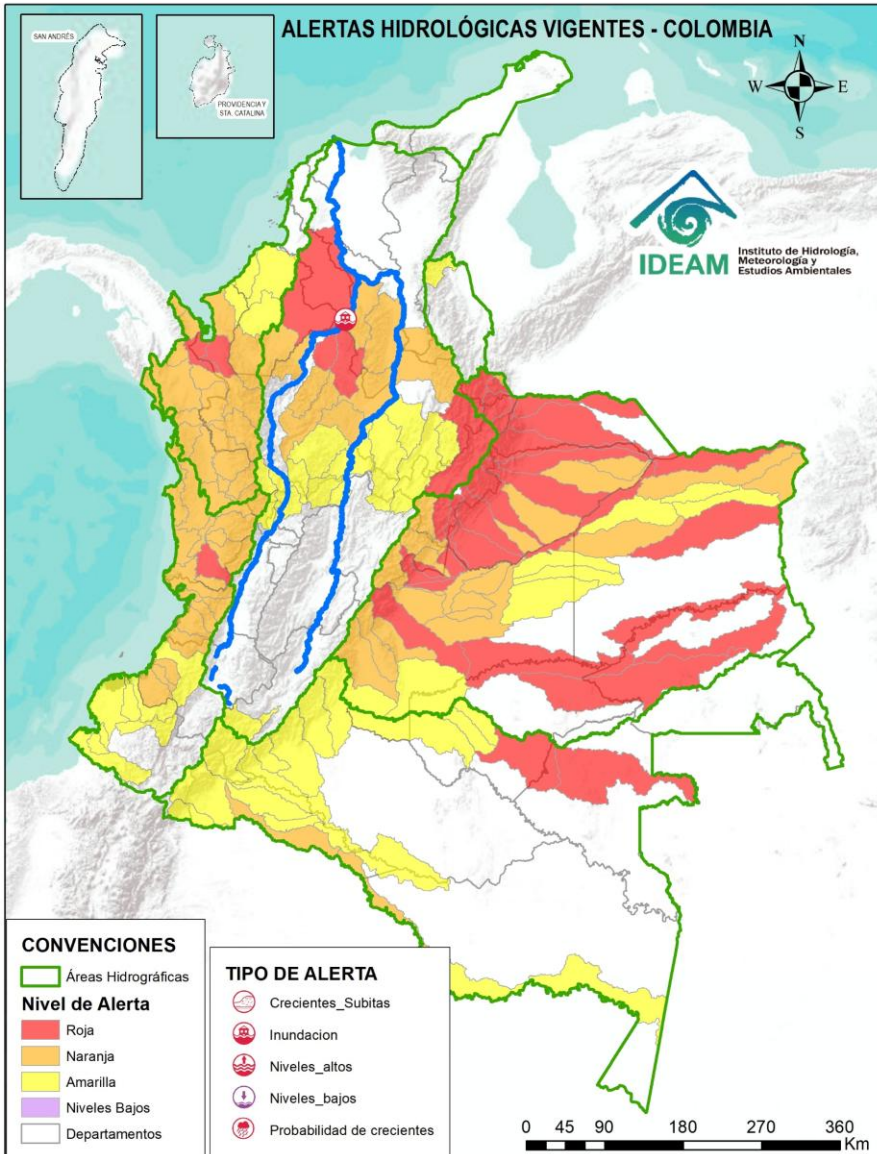 ALERTAS HIDROLÓGICAS VIGENTES - COLOMBIA
SAN ANDRÉS
PROVIDENCIA Y
STA. CATALINA
N
W
E
S
IDEAM
Instituto de Hidrología,
Meteorología y
Estudios Ambientales
CONVENCIONES
Áreas Hidrográficas
Nivel de Alerta
Roja
Naranja
Amarilla
Niveles Bajos
Departamentos
TIPO DE ALERTA
Crecientes_Subitas
Inundacion
Niveles_altos
Niveles_bajos
Probabilidad de crecientes
0 45 90 180 270 360
Km